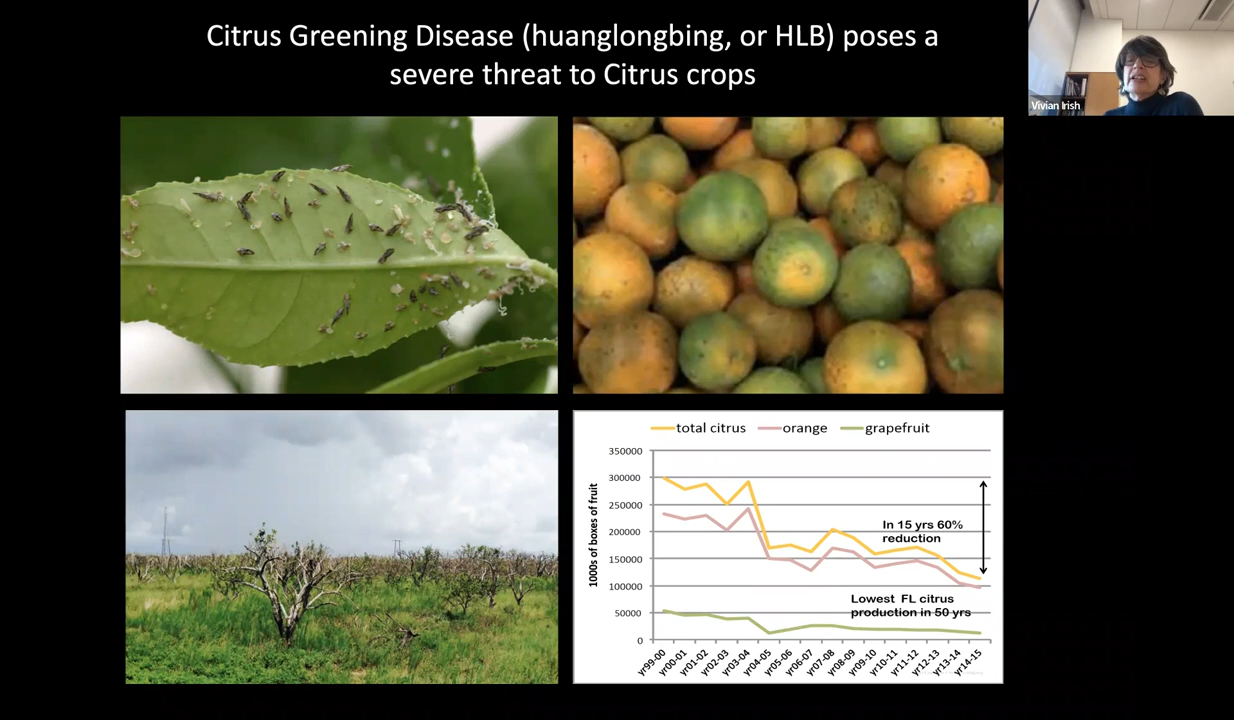 Citrus Greening Disease (huanglongbing, or HLB) poses a
severe threat to Citrus crops
Vivian Irish
total citrus orange grapefruit
350000
300000
250000
200000
150000
100000
50000
0
1000s of boxes of fruit
In 15 yrs 60%
reduction
Lowest FL citrus
production in 50 yrs
yr99-00
yr00-01
yr01-02
yr02-03
yr03-04
yr04-05
yr05-06
yr06-07
yr07-08
yr08-09
yr09-10
yr10-11
yr11-12
yr12-13
yr13-14
yr14-15